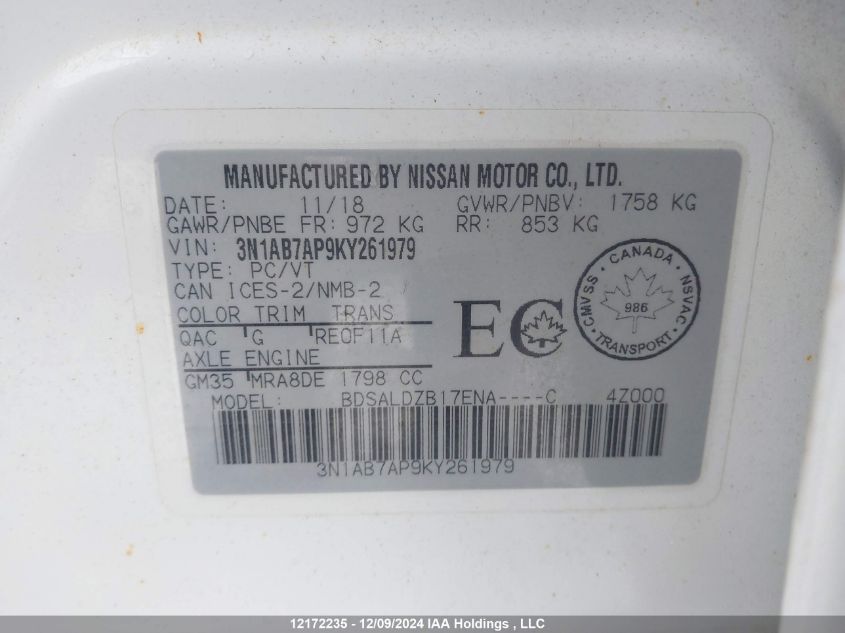 MANUFACTURED BY NISSAN MOTOR CO., LTD.
DATE: 11/18 GVWR/PNBV: 1758 KG
GAWR/PNBE FR: 972 KG RR: 853 KG
VIN: 3N1AB7AP9KY261979
TYPE: PC/VT
CAN ICES-2/NMB-2
COLOR TRIM TRANS
QAC G RE0F11A
AXLE ENGINE
GM35 MRA8DE 1798 CC
EC
CANADA
CMVSS 986 NSVAC
TRANSPORT
MODEL: BDSALDZB17ENA----C 4Z000
3N1AB7AP9KY261979
12172235 - 12/09/2024 IAA Holdings , LLC